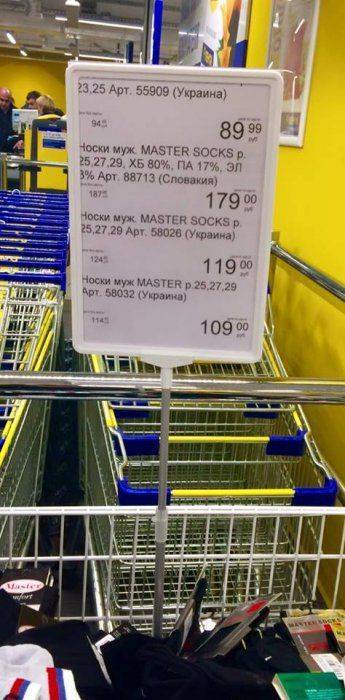 23,25 Арт. 55909 (Украина)
89 99
руб
Носки муж. MASTER SOCKS р.
25,27,29, ХБ 80%, ПА 17%, ЭЛ
3% Арт. 88713 (Словакия)
187
179 00
руб
Носки муж. MASTER SOCKS р.
25,27,29 Арт. 58026 (Украина)
124
119 00
руб
Носки муж MASTER р.25,27,29
Арт. 58032 (Украина)
114
109 00
руб
Master
MASTER SOCKS